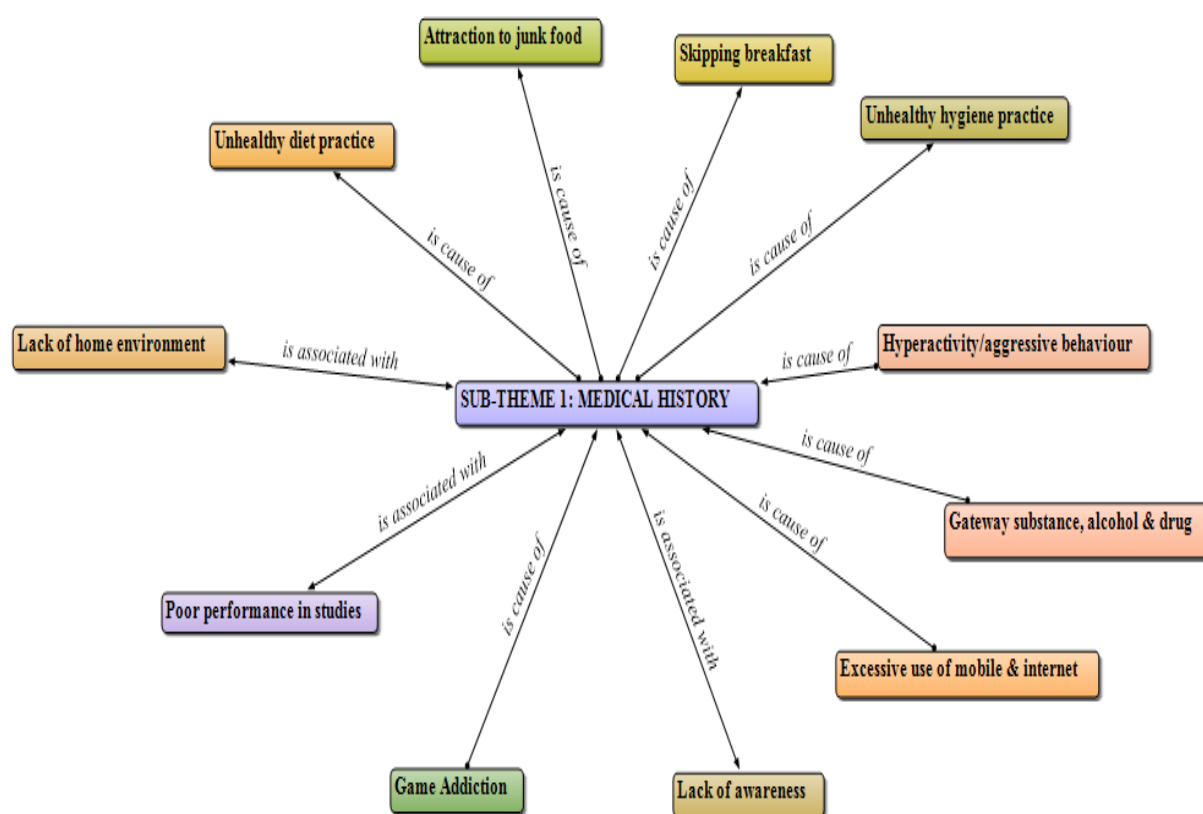 Attraction to junk food
Skipping breakfast
Unhealthy hygiene practice
Unhealthy diet practice
is cause of
is cause of
is cause of
is cause of
Lack of home environment
is associated with
is cause of
Hyperactivity/aggressive behaviour
SUB-THEME 1: MEDICAL HISTORY
is associated with
is cause of
is associated with
is cause of
is cause of
Gateway substance, alcohol & drug
Poor performance in studies
Excessive use of mobile & internet
Game Addiction
Lack of awareness